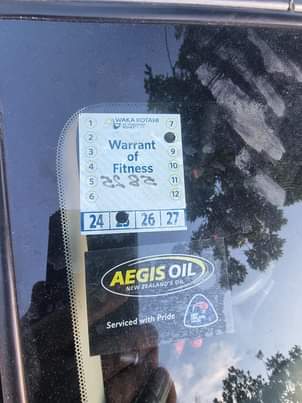 WAKA KOTAHI
1 7
2
3 9
4 10
5 11
6 12
Warrant
of
Fitness
24 26 27
AEGIS OIL
NEW ZEALAND'S OIL
Serviced with Pride